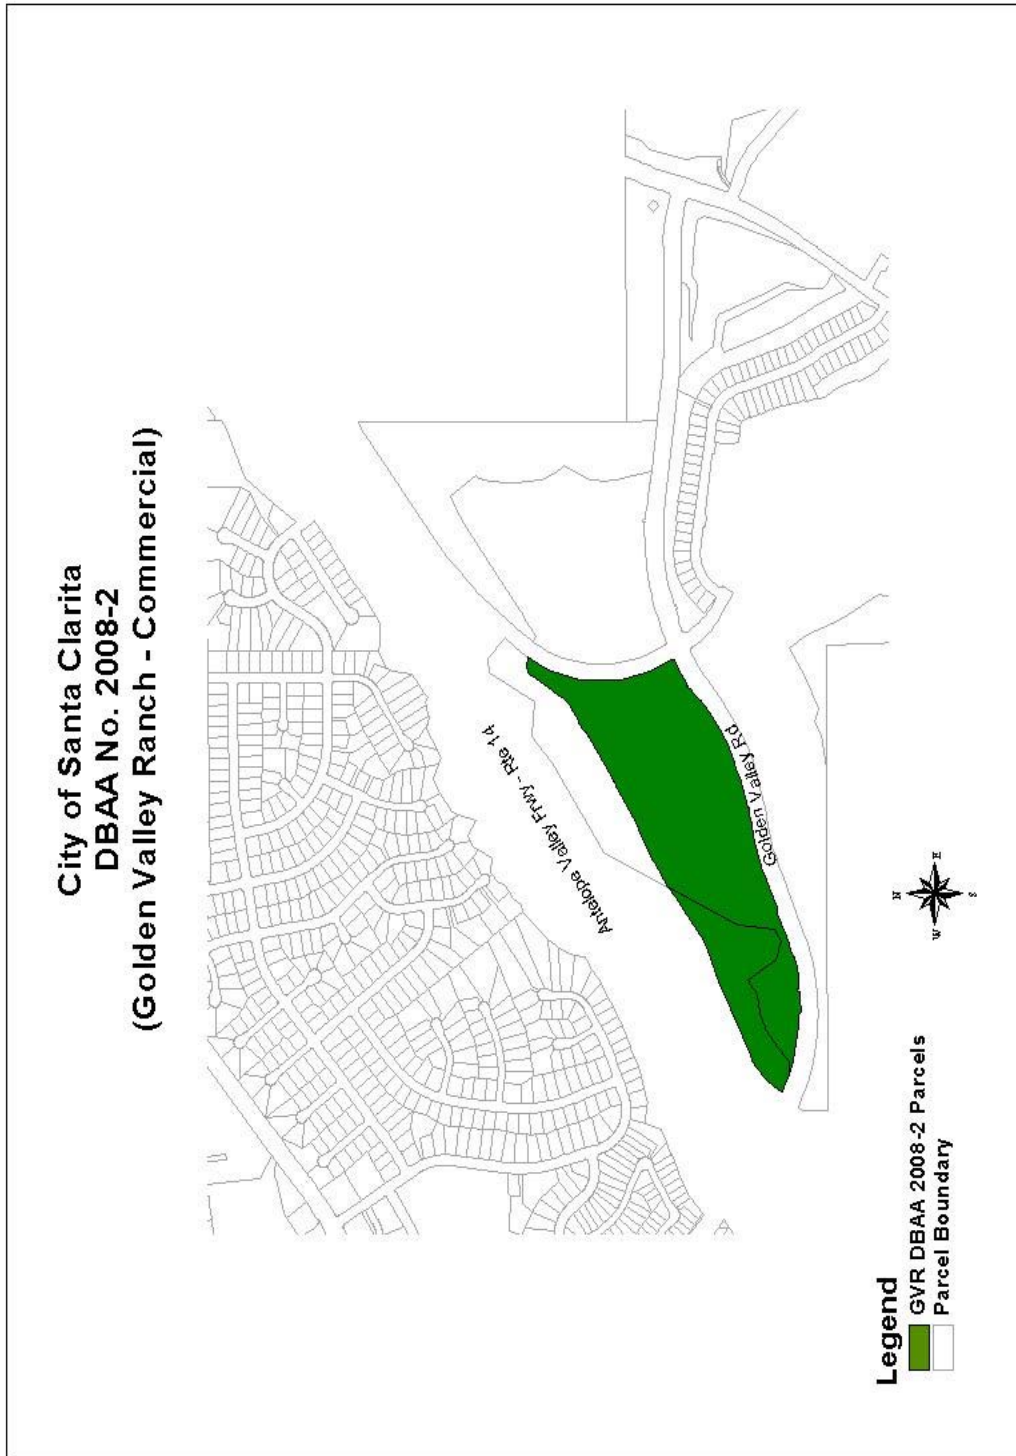 City of Santa Clarita
DBAA No. 2008-2
(Golden Valley Ranch - Commercial)
Antelope Valley Frwy - Rte 14
Golden Valley Rd
N
W
E
S
Legend
GVR DBAA 2008-2 Parcels
Parcel Boundary